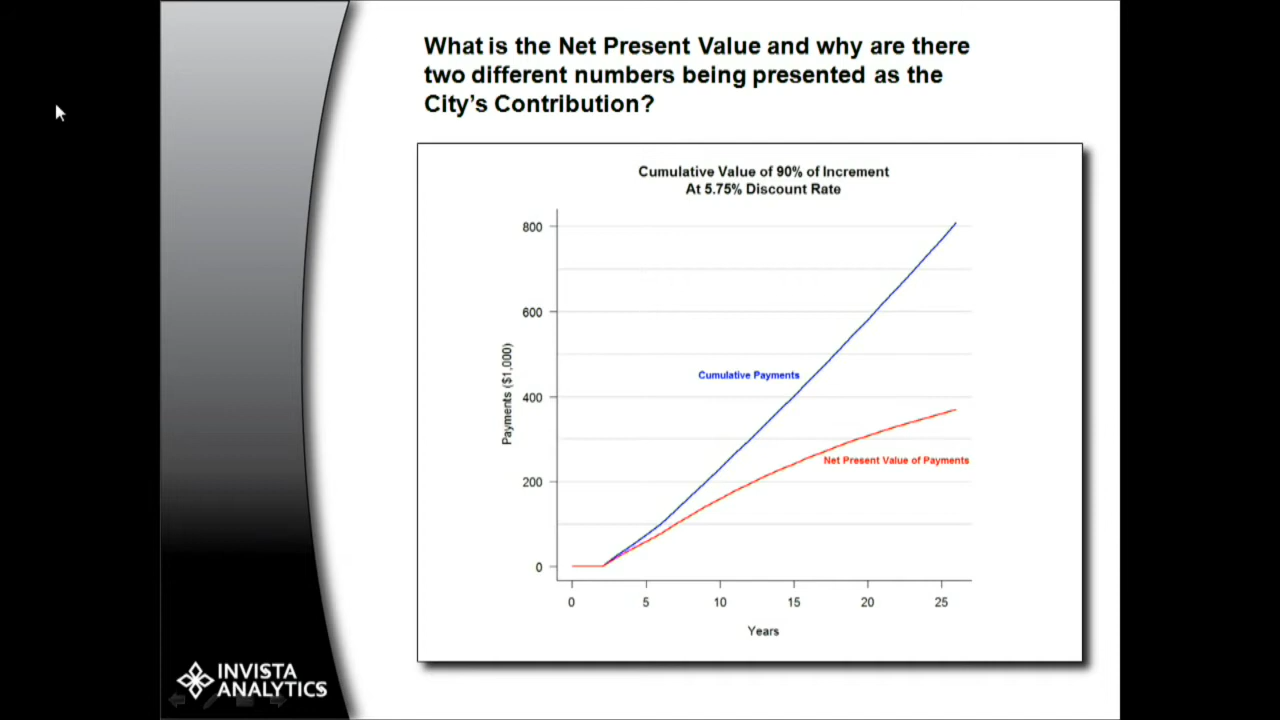 What is the Net Present Value and why are there
two different numbers being presented as the
City's Contribution?
Cumulative Value of 90% of Increment
At 5.75% Discount Rate
800
600
400
200
0
Payments ($1,000)
Cumulative Payments
Net Present Value of Payments
0 5 10 15 20 25
Years
INVISTA
ANALYTICS